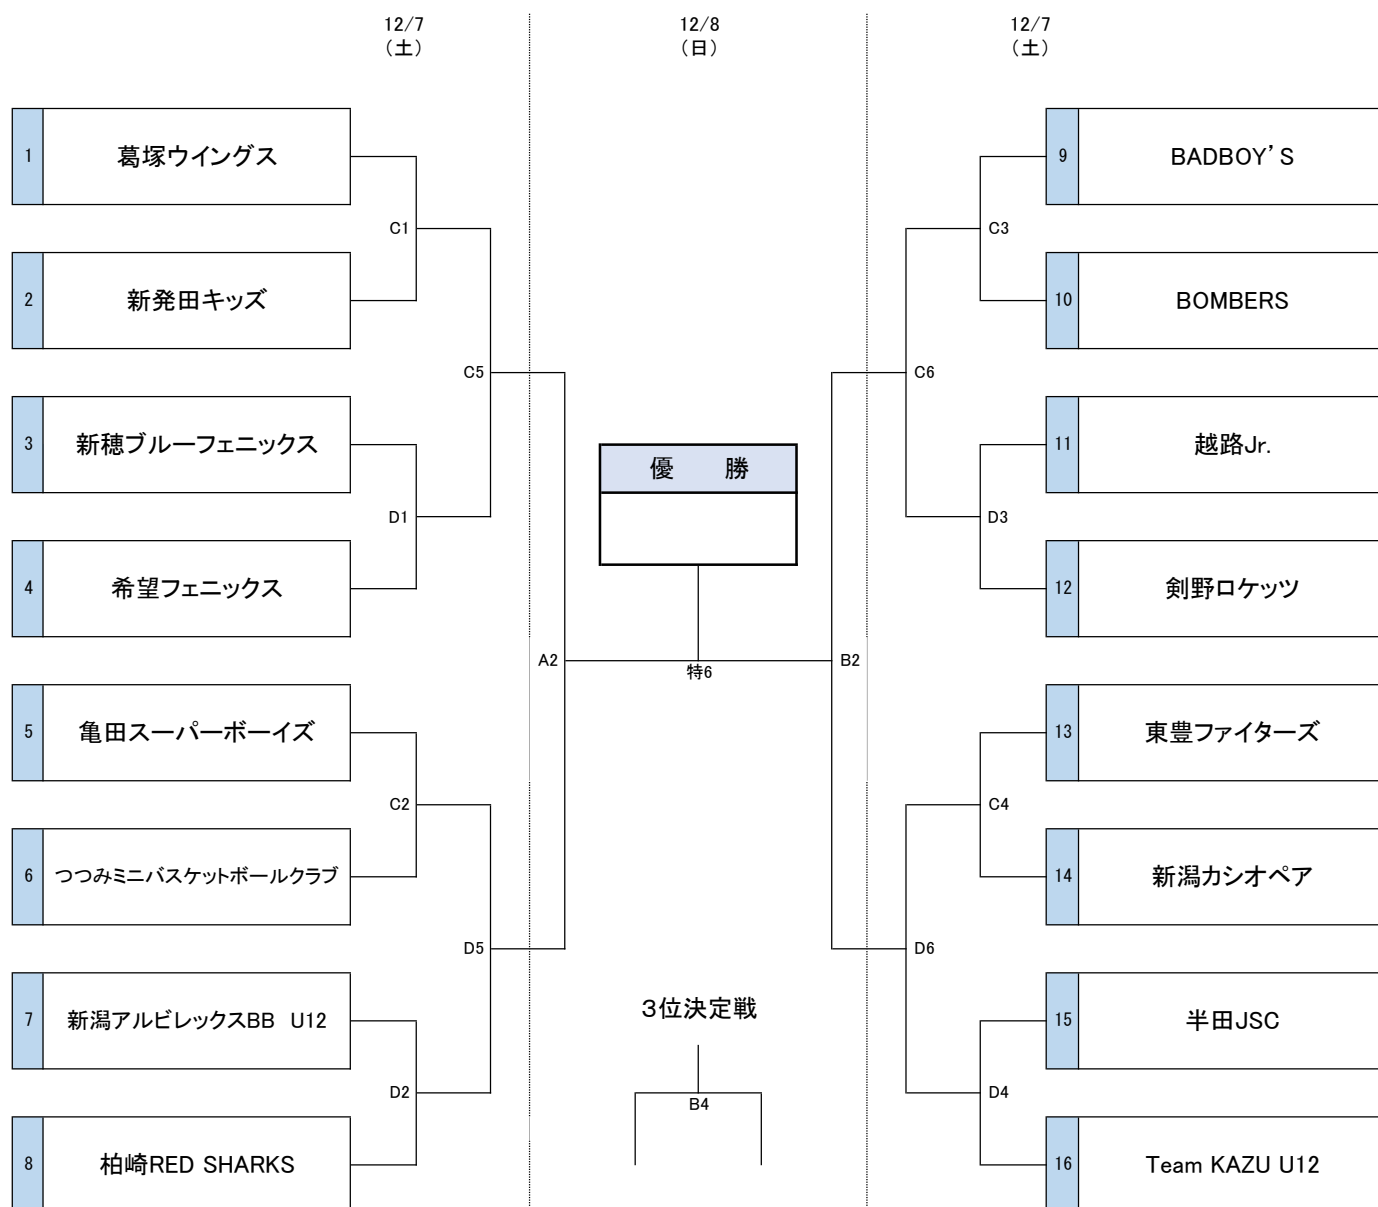 12/7
（土）
12/8
（日）
12/7
（土）
1 葛塚ウイングス
C1
2 新発田キッズ
C5
3 新穂ブルーフェニックス
D1
4 希望フェニックス
A2
5 亀田スーパーボーイズ
C2
6 つつみミニバスケットボールクラブ
D5
7 新潟アルビレックスBB　U12
D2
8 柏崎RED SHARKS
優　　勝
特6
3位決定戦
B4
9 BADBOY’S
C3
10 BOMBERS
C6
11 越路Jr.
D3
12 剣野ロケッツ
B2
13 東豊ファイターズ
C4
14 新潟カシオペア
D6
15 半田JSC
D4
16 Team KAZU U12